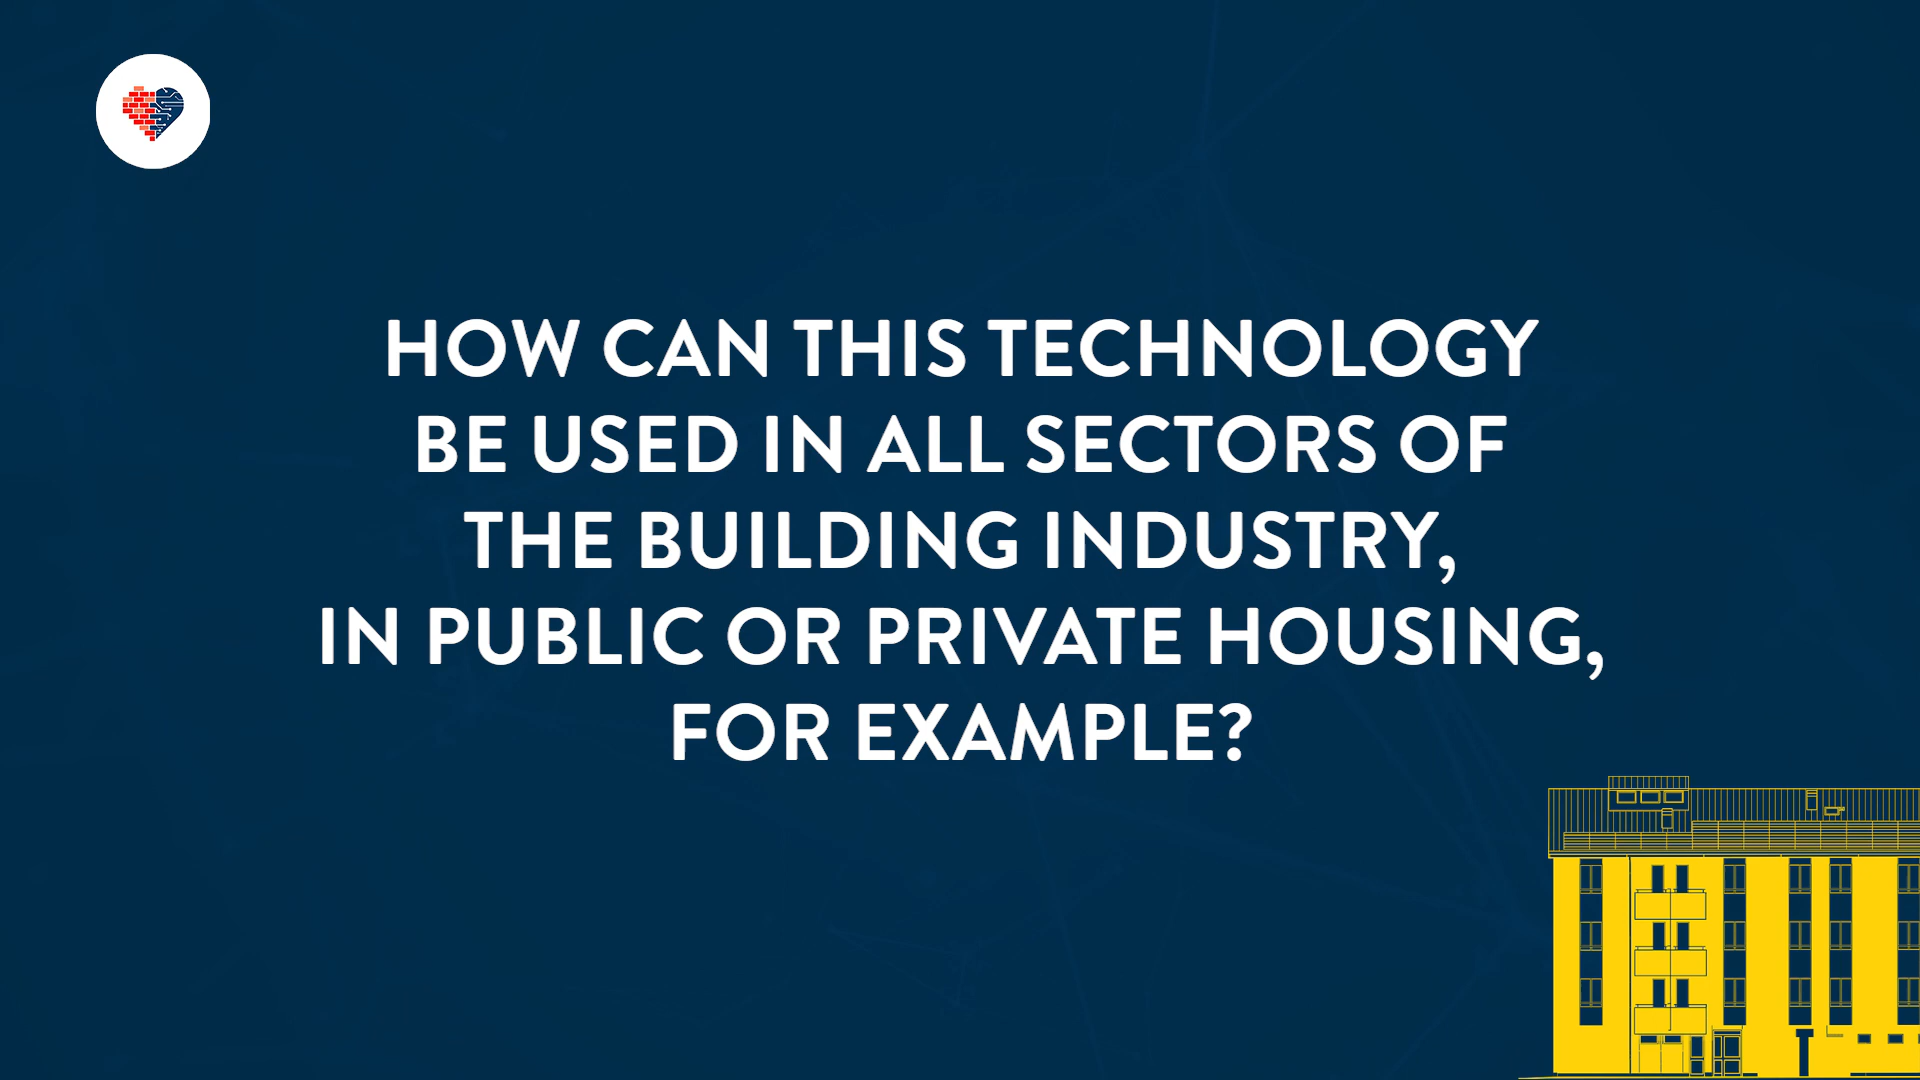 HOW CAN THIS TECHNOLOGY
BE USED IN ALL SECTORS OF
THE BUILDING INDUSTRY,
IN PUBLIC OR PRIVATE HOUSING,
FOR EXAMPLE?